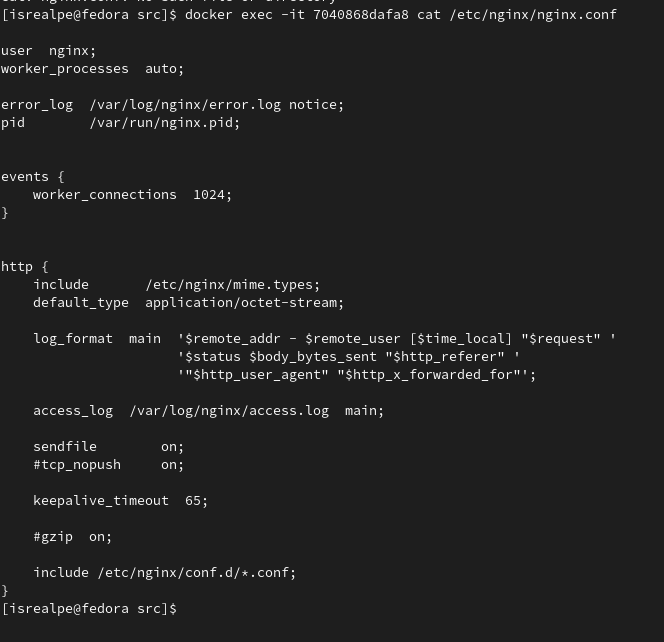 [isrealpe@fedora src]$ docker exec -it 7040868dafa8 cat /etc/nginx/nginx.conf
user  nginx;
worker_processes  auto;
error_log  /var/log/nginx/error.log notice;
pid        /var/run/nginx.pid;
events {
    worker_connections  1024;
}
http {
    include       /etc/nginx/mime.types;
    default_type  application/octet-stream;
    log_format  main  '$remote_addr - $remote_user [$time_local] "$request" '
                      '$status $body_bytes_sent "$http_referer" '
                      '"$http_user_agent" "$http_x_forwarded_for"';
    access_log  /var/log/nginx/access.log  main;
    sendfile        on;
    #tcp_nopush     on;
    keepalive_timeout  65;
    #gzip  on;
    include /etc/nginx/conf.d/*.conf;
}
[isrealpe@fedora src]$